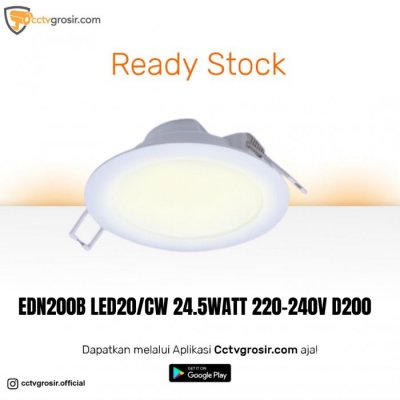 cctvgrosir.com
Ready Stock
EDN200B LED20/CW 24.5WATT 220-240V D200
Dapatkan melalui Aplikasi Cctvgrosir.com aja!
GET IT ON
Google Play
cctvgrosir.official